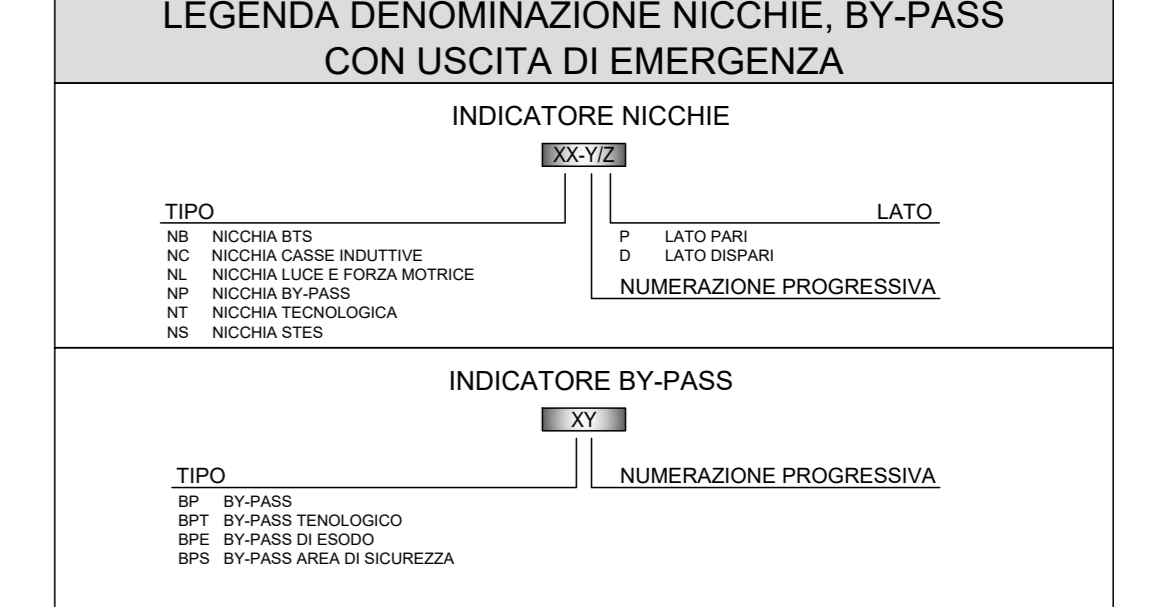 LEGENDA DENOMINAZIONE NICCHIE, BY-PASS
CON USCITA DI EMERGENZA
INDICATORE NICCHIE
XX-Y/Z
TIPO
NB NICCHIA BTS
NC NICCHIA CASSE INDUTTIVE
NL NICCHIA LUCE E FORZA MOTRICE
NP NICCHIA BY-PASS
NT NICCHIA TECNOLOGICA
NS NICCHIA STES
LATO
P LATO PARI
D LATO DISPARI
NUMERAZIONE PROGRESSIVA
INDICATORE BY-PASS
XY
TIPO
BP BY-PASS
BPT BY-PASS TENOLOGICO
BPE BY-PASS DI ESODO
BPS BY-PASS AREA DI SICUREZZA
NUMERAZIONE PROGRESSIVA